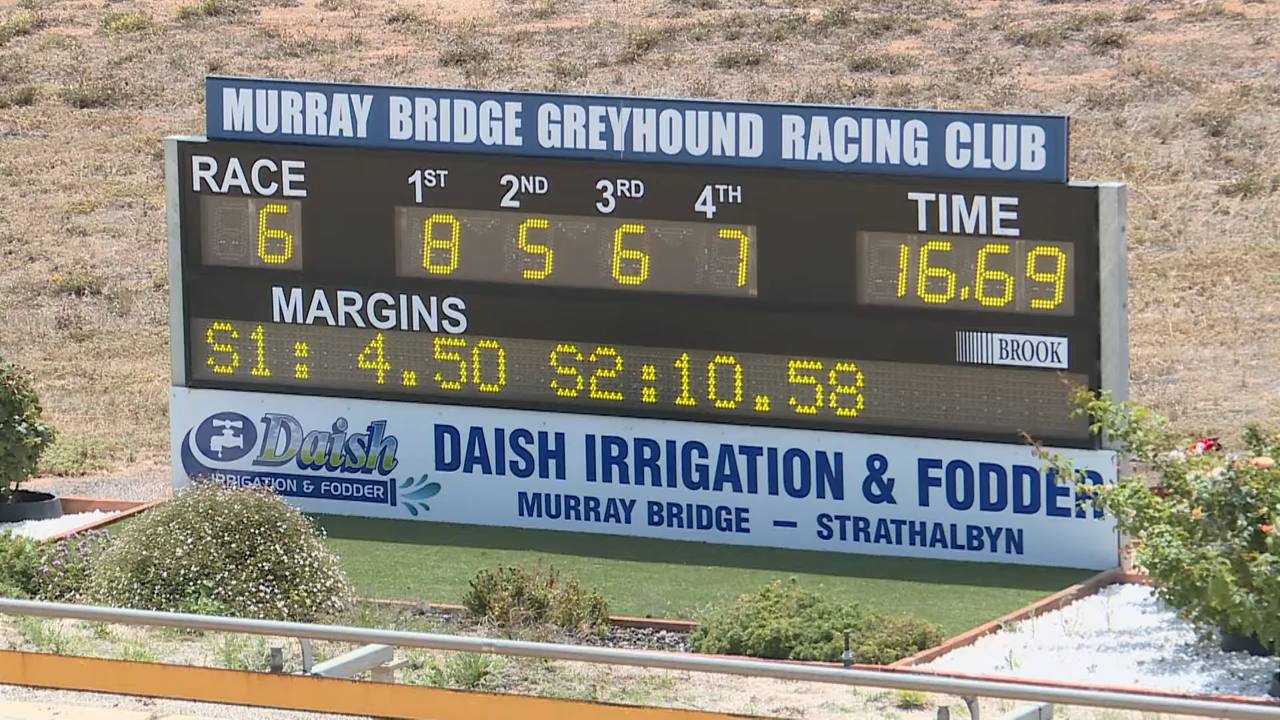 MURRAY BRIDGE GREYHOUND RACING CLUB
RACE 1ST 2ND 3RD 4TH TIME
6 8 5 6 7 16.69
MARGINS
BROOK
S1: 4.50 S2:10.58
Daish
IRRIGATION & FODDER
DAISH IRRIGATION & FODDER
MURRAY BRIDGE — STRATHALBYN